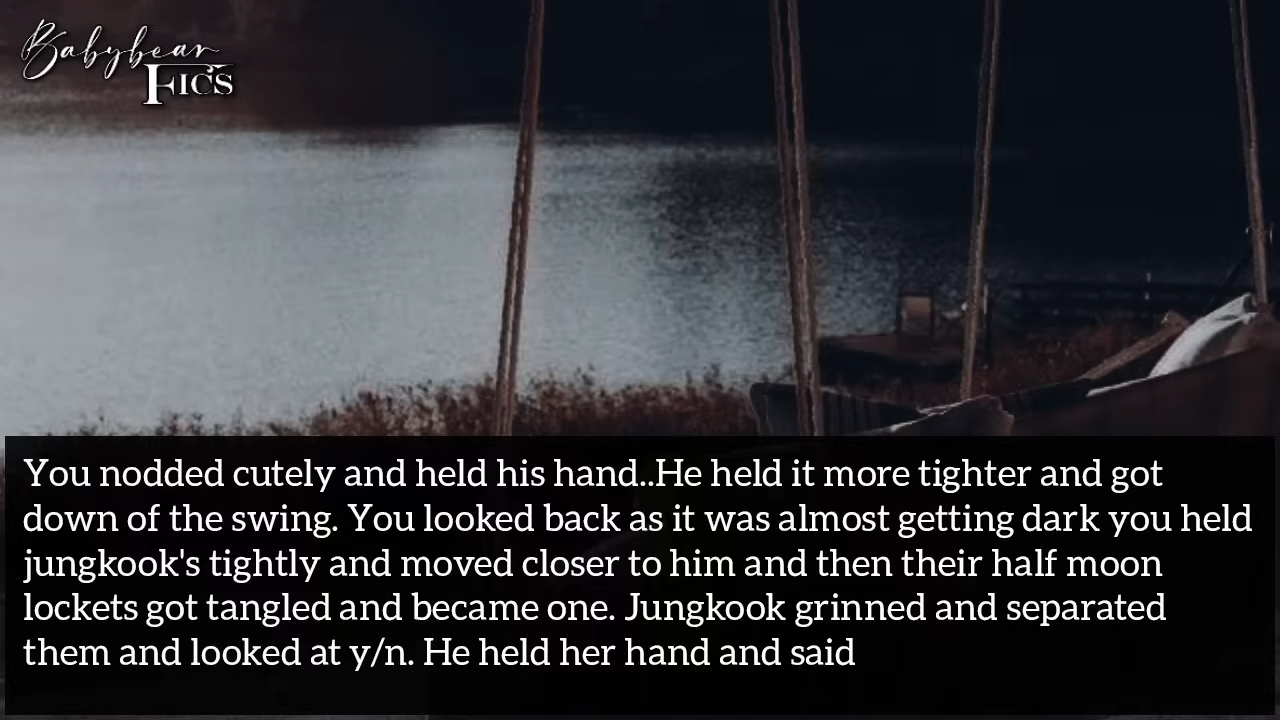 Babybear
FICS
You nodded cutely and held his hand..He held it more tighter and got
down of the swing. You looked back as it was almost getting dark you held
jungkook's tightly and moved closer to him and then their half moon
lockets got tangled and became one. Jungkook grinned and separated
them and looked at y/n. He held her hand and said